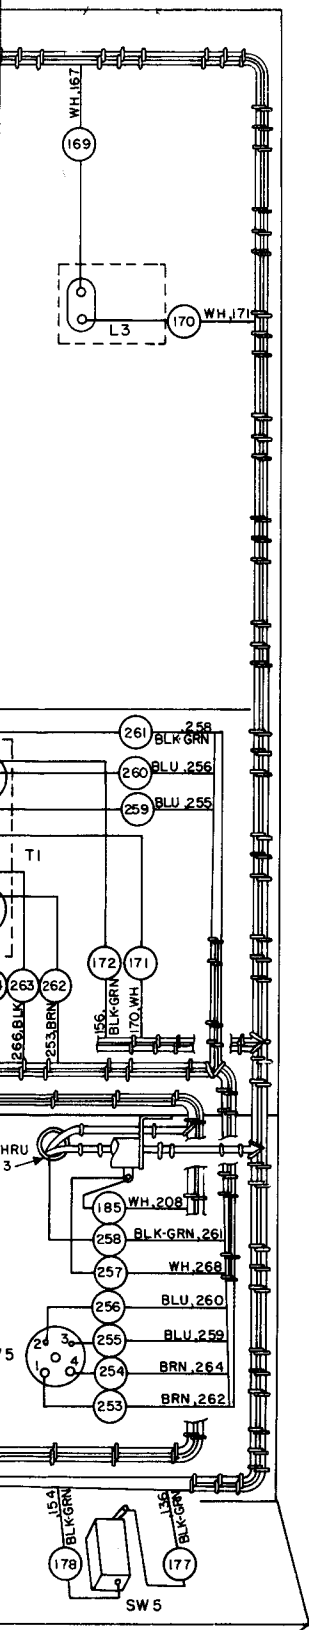 WH,167
169
L3
170
WH,171
261
,258
BLK-GRN
260
BLU,256
259
BLU,255
T1
172
171
263
262
156,
BLK-GRN
170,WH
266,BLK
253,BRN
THRU
3
185
WH,208
258
BLK-GRN,261
257
WH,268
256
BLU,260
2
3
255
BLU,259
5
1
4
254
BRN,264
253
BRN,262
,154
BLK-GRN
,136
BLK-GRN
178
177
SW5